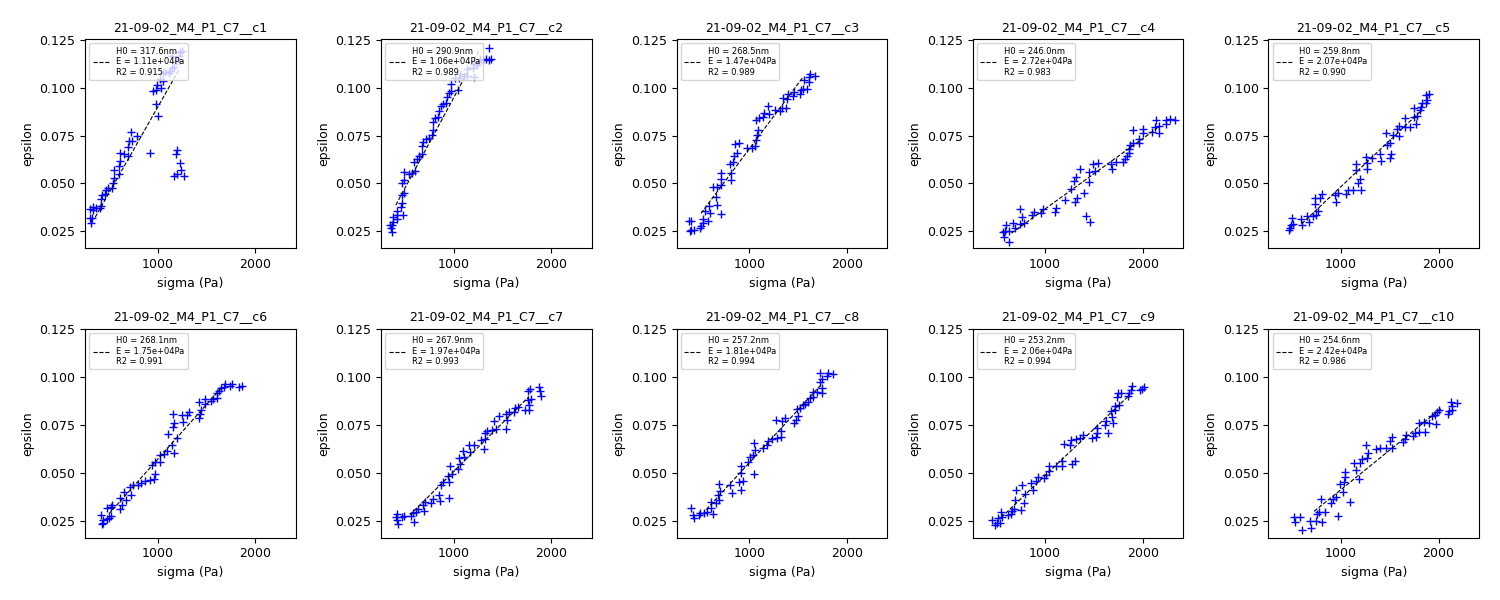 21-09-02_M4_P1_C7__c1
21-09-02_M4_P1_C7__c2
21-09-02_M4_P1_C7__c3
21-09-02_M4_P1_C7__c4
21-09-02_M4_P1_C7__c5
H0 = 317.6nm
E = 1.11e+04Pa
R2 = 0.915
H0 = 290.9nm
E = 1.06e+04Pa
R2 = 0.989
H0 = 268.5nm
E = 1.47e+04Pa
R2 = 0.989
H0 = 246.0nm
E = 2.72e+04Pa
R2 = 0.983
H0 = 259.8nm
E = 2.07e+04Pa
R2 = 0.990
0.125
0.100
0.075
0.050
0.025
epsilon
1000
2000
sigma (Pa)
0.125
0.100
0.075
0.050
0.025
epsilon
1000
2000
sigma (Pa)
0.125
0.100
0.075
0.050
0.025
epsilon
1000
2000
sigma (Pa)
0.125
0.100
0.075
0.050
0.025
epsilon
1000
2000
sigma (Pa)
0.125
0.100
0.075
0.050
0.025
epsilon
1000
2000
sigma (Pa)
21-09-02_M4_P1_C7__c6
21-09-02_M4_P1_C7__c7
21-09-02_M4_P1_C7__c8
21-09-02_M4_P1_C7__c9
21-09-02_M4_P1_C7__c10
H0 = 268.1nm
E = 1.75e+04Pa
R2 = 0.991
H0 = 267.9nm
E = 1.97e+04Pa
R2 = 0.993
H0 = 257.2nm
E = 1.81e+04Pa
R2 = 0.994
H0 = 253.2nm
E = 2.06e+04Pa
R2 = 0.994
H0 = 254.6nm
E = 2.42e+04Pa
R2 = 0.986
0.125
0.100
0.075
0.050
0.025
epsilon
1000
2000
sigma (Pa)
0.125
0.100
0.075
0.050
0.025
epsilon
1000
2000
sigma (Pa)
0.125
0.100
0.075
0.050
0.025
epsilon
1000
2000
sigma (Pa)
0.125
0.100
0.075
0.050
0.025
epsilon
1000
2000
sigma (Pa)
0.125
0.100
0.075
0.050
0.025
epsilon
1000
2000
sigma (Pa)